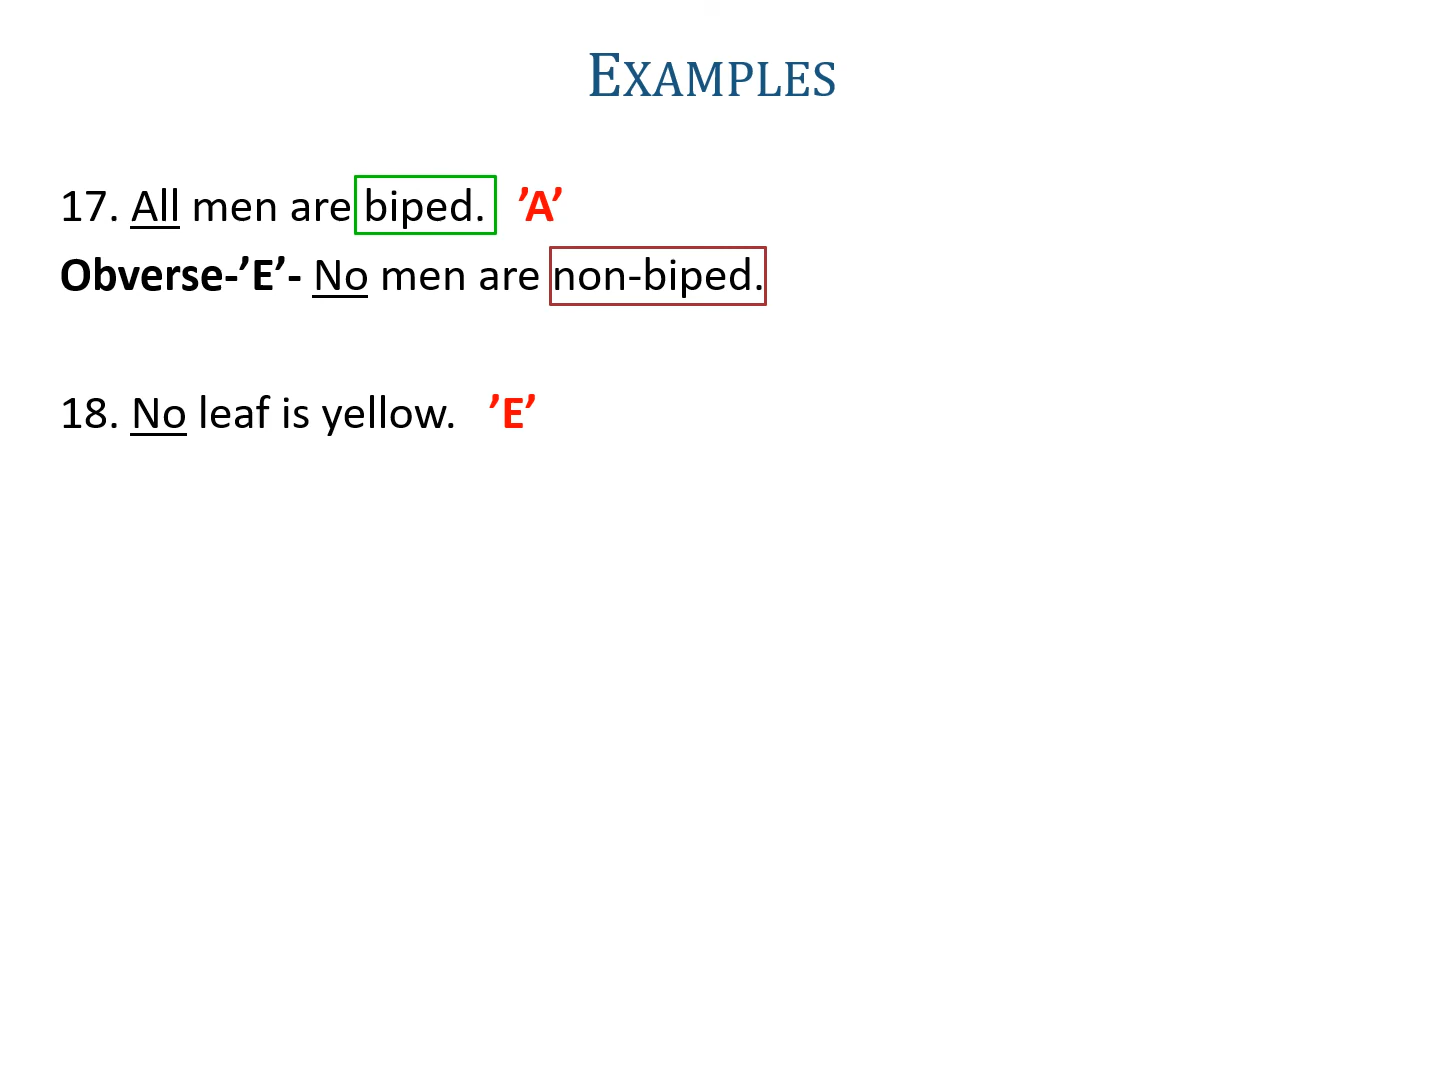 EXAMPLES
17. All men are biped. ’A’
Obverse-’E’- No men are non-biped.
18. No leaf is yellow. ’E’